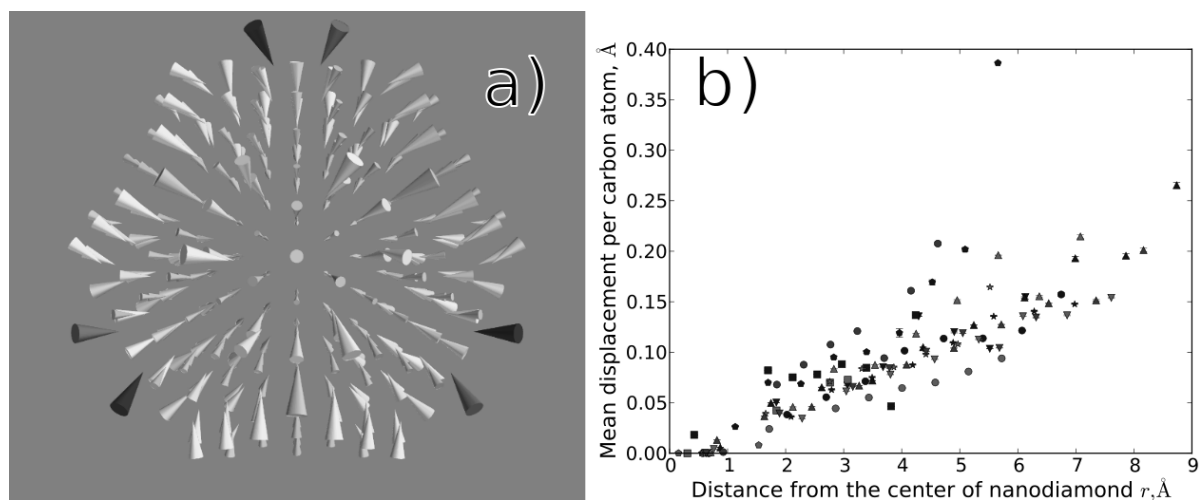 a)
b)
Mean displacement per carbon atom, Å
0.40
0.35
0.30
0.25
0.20
0.15
0.10
0.05
0.00
0 1 2 3 4 5 6 7 8 9
Distance from the center of nanodiamond r,Å